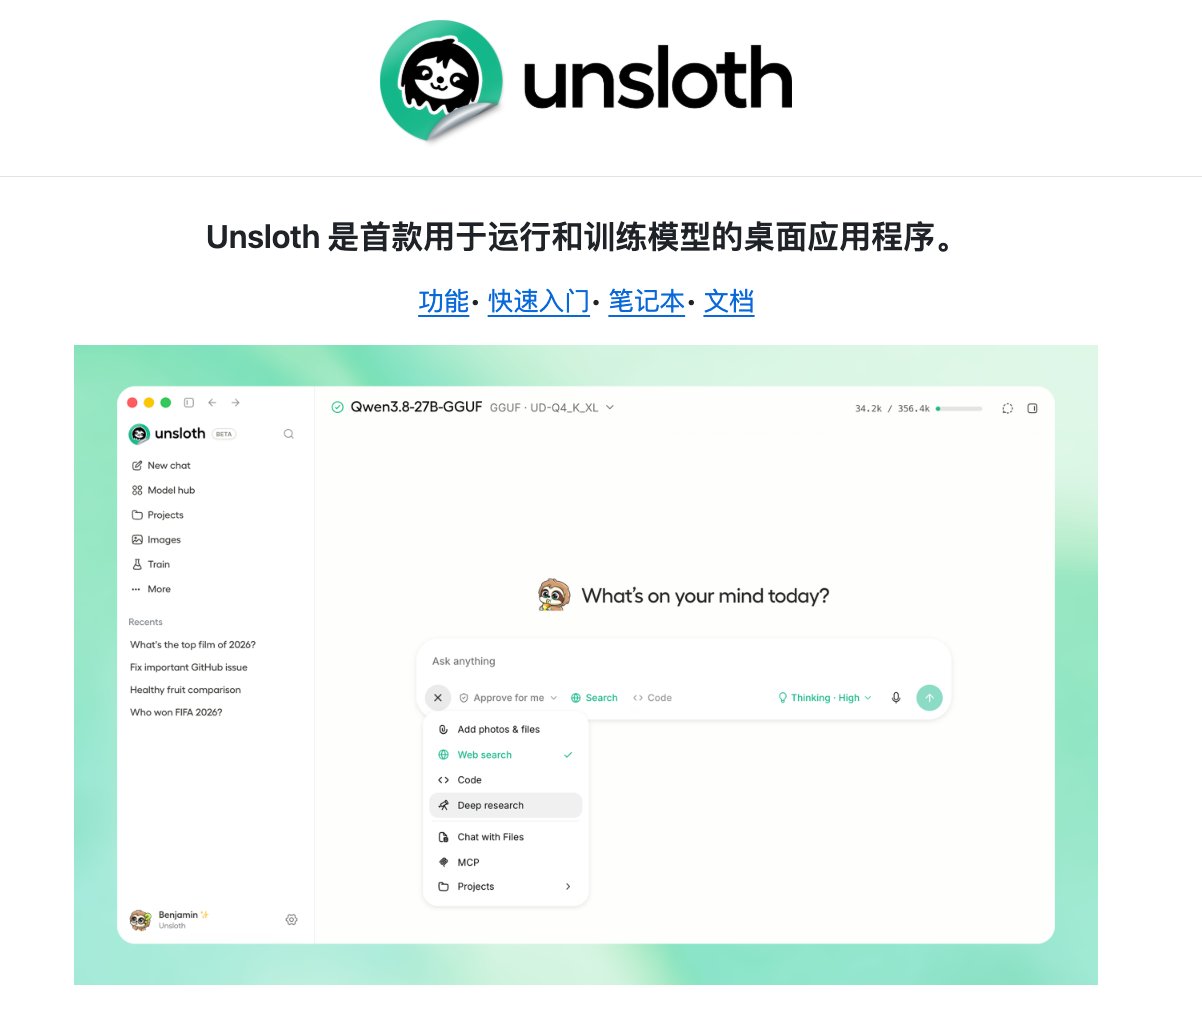 unsloth
Unsloth 是首款用于运行和训练模型的桌面应用程序。
功能• 快速入门• 笔记本• 文档
Qwen3.8-27B-GGUF GGUF · UD-Q4_K_XL
34.2k / 356.4k
unsloth BETA
New chat
Model hub
Projects
Images
Train
More
Recents
What's the top film of 2026?
Fix important GitHub issue
Healthy fruit comparison
Who won FIFA 2026?
Benjamin
Unsloth
What's on your mind today?
Ask anything
Approve for me Search Code Thinking · High
Add photos & files
Web search
Code
Deep research
Chat with Files
MCP
Projects